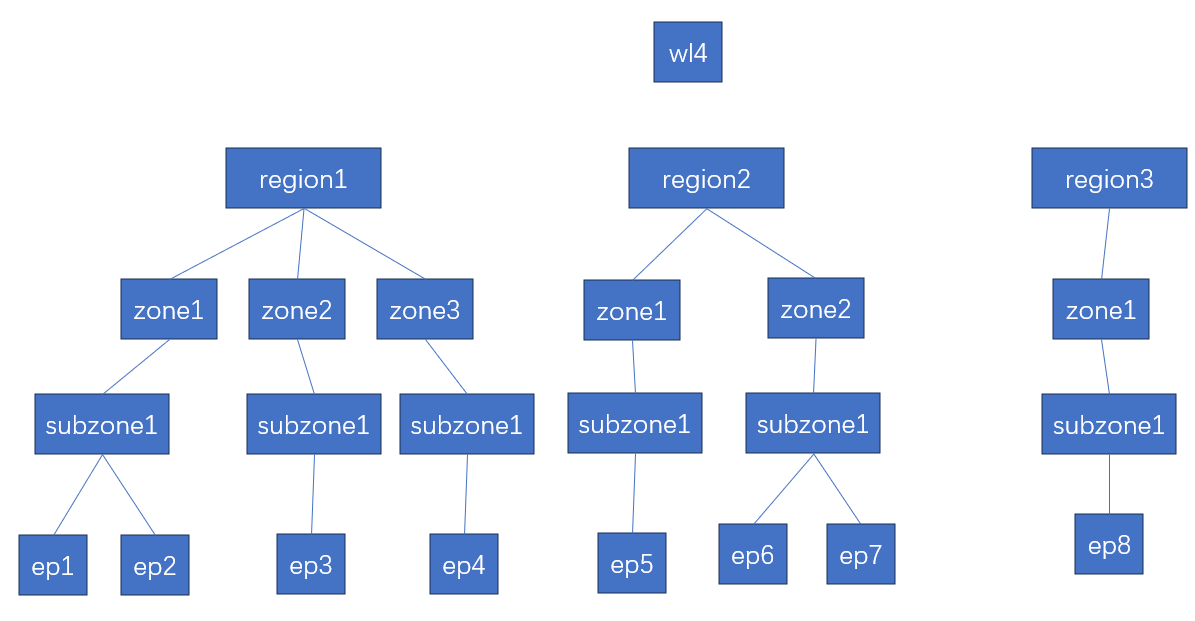 wl4
region1
region2
region3
zone1
zone2
zone3
zone1
zone2
zone1
subzone1
subzone1
subzone1
subzone1
subzone1
subzone1
ep1
ep2
ep3
ep4
ep5
ep6
ep7
ep8